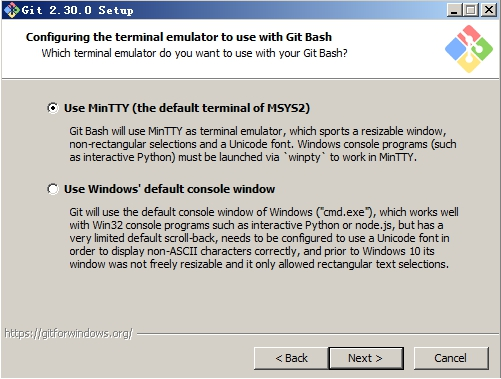 Git 2.30.0 Setup
Configuring the terminal emulator to use with Git Bash
Which terminal emulator do you want to use with your Git Bash?
Use MinTTY (the default terminal of MSYS2)
Git Bash will use MinTTY as terminal emulator, which sports a resizable window,
non-rectangular selections and a Unicode font. Windows console programs (such
as interactive Python) must be launched via `winpty` to work in MinTTY.
Use Windows' default console window
Git will use the default console window of Windows ("cmd.exe"), which works well
with Win32 console programs such as interactive Python or node.js, but has a
very limited default scroll-back, needs to be configured to use a Unicode font in
order to display non-ASCII characters correctly, and prior to Windows 10 its
window was not freely resizable and it only allowed rectangular text selections.
https://gitforwindows.org/
< Back
Next >
Cancel